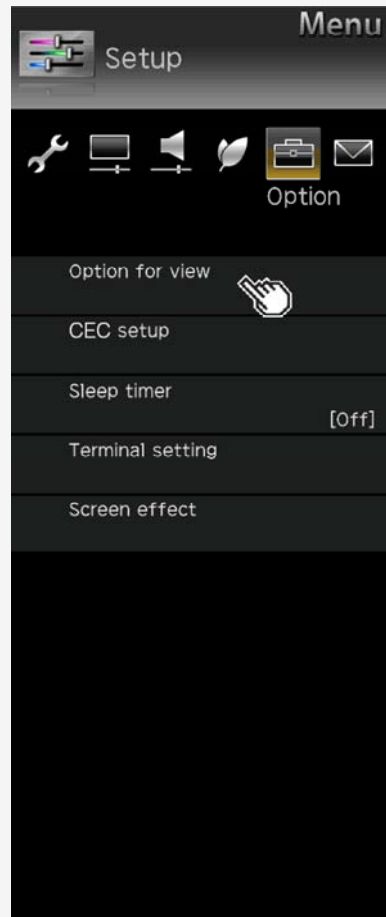 Menu
Setup
Option
Option for view
CEC setup
Sleep timer
[Off]
Terminal setting
Screen effect